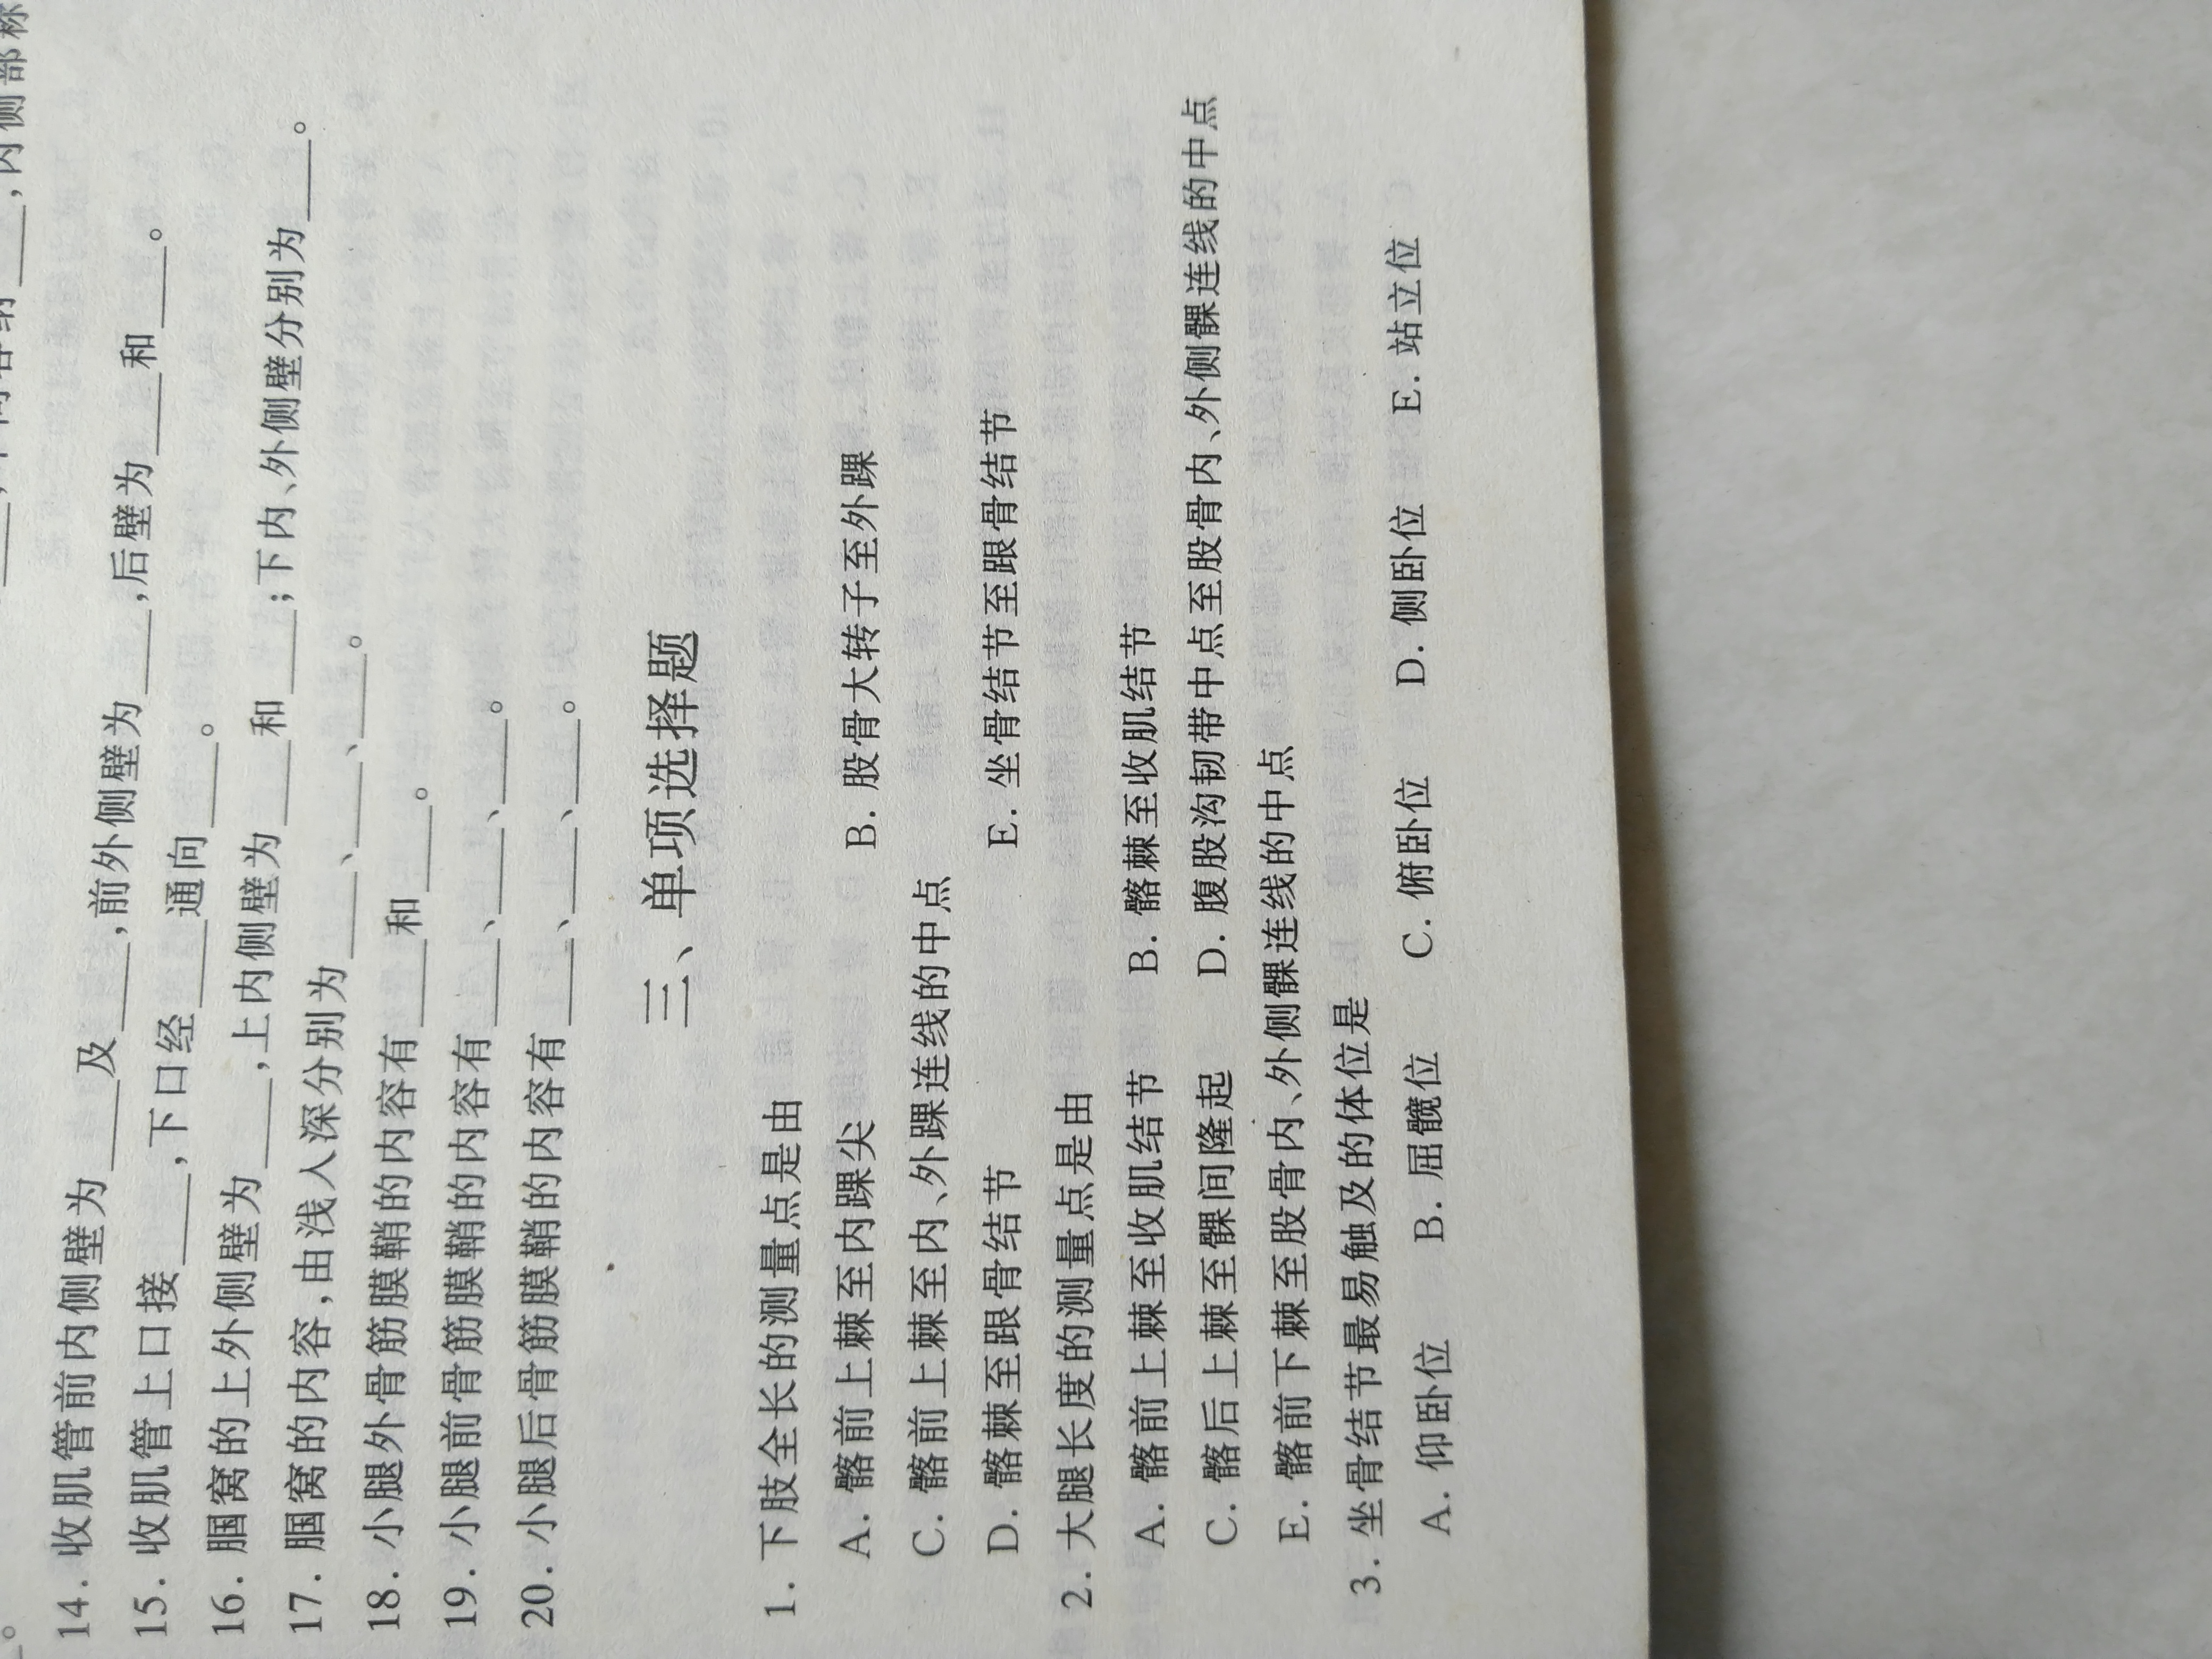 ,内侧部称
。
14. 收肌管前内侧壁为____及____,前外侧壁为____,后壁为____和____。
15. 收肌管上口接____,下口经____通向____。
16. 腘窝的上外侧壁为____,上内侧壁为____和____;下内、外侧壁分别为____。
17. 腘窝的内容,由浅入深分别为____、____、____。
18. 小腿外骨筋膜鞘的内容有____和____。
19. 小腿前骨筋膜鞘的内容有____、____、____。
20. 小腿后骨筋膜鞘的内容有____、____、____。
三、单项选择题
1. 下肢全长的测量点是由
A. 髂前上棘至内踝尖 B. 股骨大转子至外踝
C. 髂前上棘至内、外踝连线的中点
D. 髂棘至跟骨结节 E. 坐骨结节至跟骨结节
2. 大腿长度的测量点是由
A. 髂前上棘至收肌结节 B. 髂棘至收肌结节
C. 髂后上棘至髁间隆起 D. 腹股沟韧带中点至股骨内、外侧髁连线的中点
E. 髂前下棘至股骨内、外侧髁连线的中点
3. 坐骨结节最易触及的体位是
A. 仰卧位 B. 屈髋位 C. 俯卧位 D. 侧卧位 E. 站立位